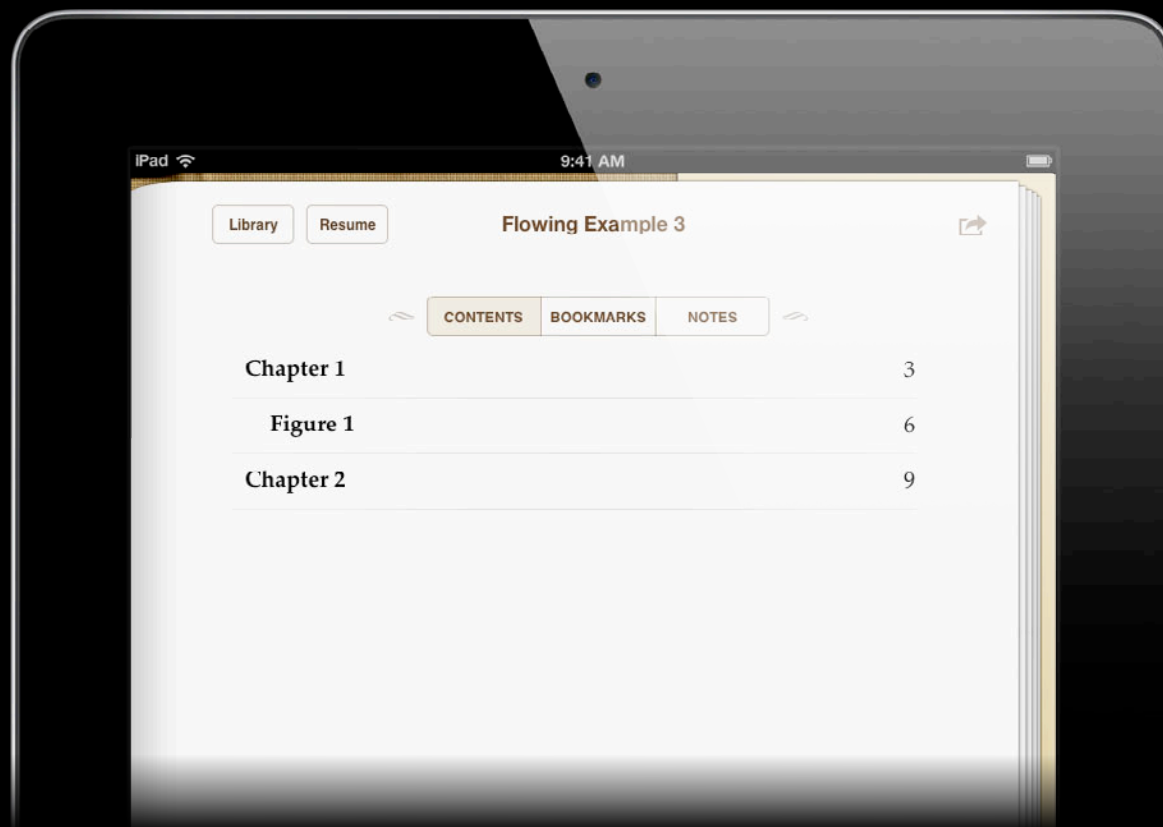 iPad 9:41 AM
Library Resume Flowing Example 3
CONTENTS BOOKMARKS NOTES
Chapter 1 3
Figure 1 6
Chapter 2 9